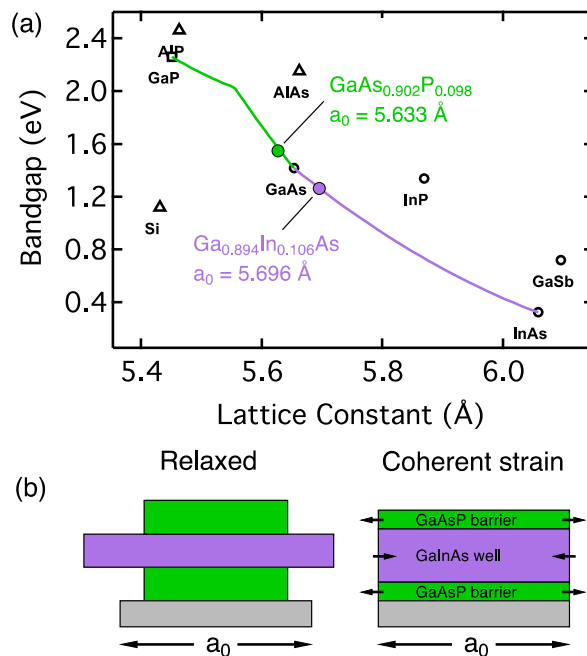 (a)
Bandgap (eV)
2.4
2.0
1.6
1.2
0.8
0.4
AlP
GaP
AlAs
GaAs₀.₉₀₂P₀.₀₉₈
a₀ = 5.633 Å
GaAs
InP
Si
Ga₀.₈₉₄In₀.₁₀₆As
a₀ = 5.696 Å
GaSb
InAs
5.4 5.6 5.8 6.0
Lattice Constant (Å)
(b)
Relaxed
Coherent strain
GaAsP barrier
GaInAs well
GaAsP barrier
a₀
a₀